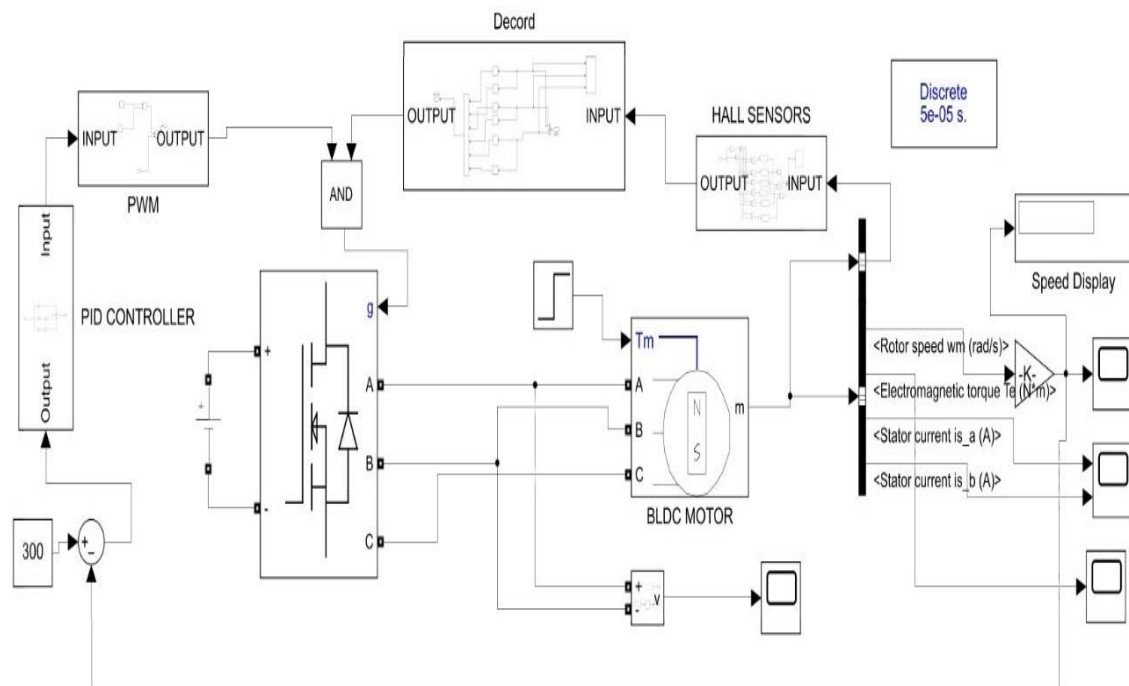 Decord
OUTPUT
INPUT
Discrete
5e-05 s.
HALL SENSORS
OUTPUT
INPUT
INPUT
OUTPUT
PWM
AND
Input
Output
PID CONTROLLER
Speed Display
g
+
-
A
B
C
+
Tm
A
B
C
m
N
S
BLDC MOTOR
<Rotor speed wm (rad/s)>
-K-
<Electromagnetic torque Te (N*m)>
<Stator current is_a (A)>
<Stator current is_b (A)>
300
+
-
+
-
v